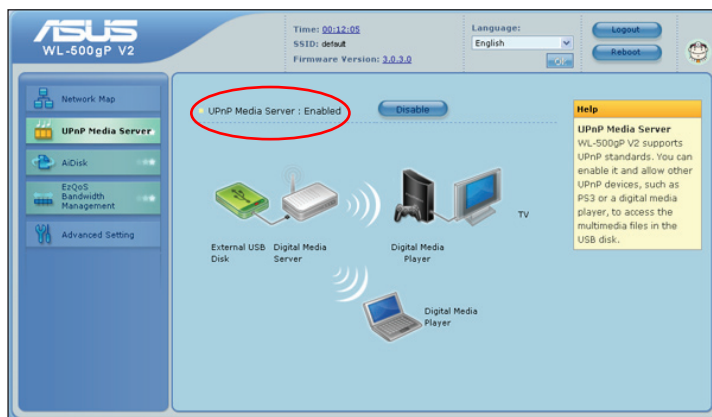 ASUS
WL-500gP V2
Time: 00:12:05
SSID: default
Firmware Version: 3.0.3.0
Language:
English
OK
Logout
Reboot
Network Map
UPnP Media Server
AiDisk
EzQoS
Bandwidth
Management
Advanced Setting
UPnP Media Server : Enabled
Disable
External USB
Disk
Digital Media
Server
Digital Media
Player
TV
Digital Media
Player
Help
UPnP Media Server
WL-500gP V2 supports
UPnP standards. You can
enable it and allow other
UPnP devices, such as
PS3 or a digital media
player, to access the
multimedia files in the
USB disk.